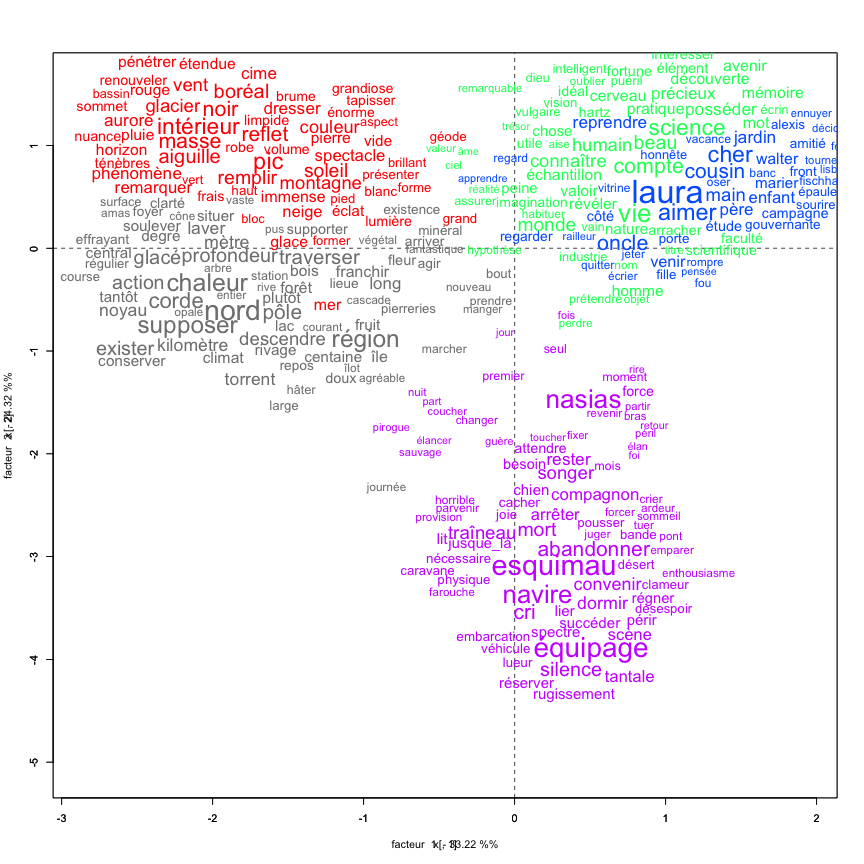 pénétrer étendue
cime
renouveler
bassin rouge vent boréal brume grandiose
tapisser
sommet glacier noir dresser énorme
aurore limpide couleur aspect
nuance pluie intérieur reflet pierre vide géode
masse robe volume
horizon aiguille spectacle brillant
ténèbres pic soleil présenter
phénomène vert remplir montagne
remarquer haut blanc forme
frais vaste immense pied
surface clarté neige éclat existence
amas foyer cône situer bloc lumière grand
soulever laver pus supporter minéral
effrayant degré mètre glace former végétal arriver
central glacé profondeur traverser fantastique
régulier arbre fleur agir
course station bois franchir
action chaleur rive forêt lieue long
tantôt corde entier plutôt cascade
noyau opale nord pôle mer pierreries
supposer lac courant fruit
exister kilomètre descendre région
conserver climat rivage centaine île
repos îlot
torrent doux agréable
hâter
large
bout
nouveau
prendre
manger
marcher
journée
intéresser
intelligent fortune élément avenir
dieu oublier puéril découverte
remarquable idéal cerveau précieux mémoire
vision
vulgaire hartz pratique posséder écrin ennuyer
trésor chose reprendre science mot alexis
valeur âme utile aise humain beau vacance jardin amitié
ciel regard connaître honnête cher walter tourner
apprendre échantillon compte cousin banc front
réalité peine valoir vitrine laura oser marier
assurer imagination révéler main enfant épaule
habituer côté vie aimer père campagne sourire
monde vain nature arracher étude gouvernante
regarder railleur oncle porte faculté
hypothèse jeter scientifique
industrie quitter nom venir rompre
écrier fille pensée
homme fou
prétendre objet
fois
perdre
jour
seul
premier rire
moment
nuit nasias force
part partir
coucher revenir bras
pirogue changer retour
péril
élancer guère toucher fixer élan
sauvage attendre foi
besoin rester mois
songer
chien compagnon
horrible cacher crier
parvenir ardeur
provision joie arrêter forcer sommeil
pousser tuer
traîneau mort juger bande pont
lit jusque_là abandonner emparer
nécessaire
caravane esquimau désert enthousiasme
physique convenir clameur
farouche navire dormir régner
cri lier désespoir
succéder périr
embarcation spectre scène
véhicule équipage
lueur
silence tantale
réserver
rugissement
1
0
-1
-2
-3
-4
-5
-3 -2 -1 0 1 2